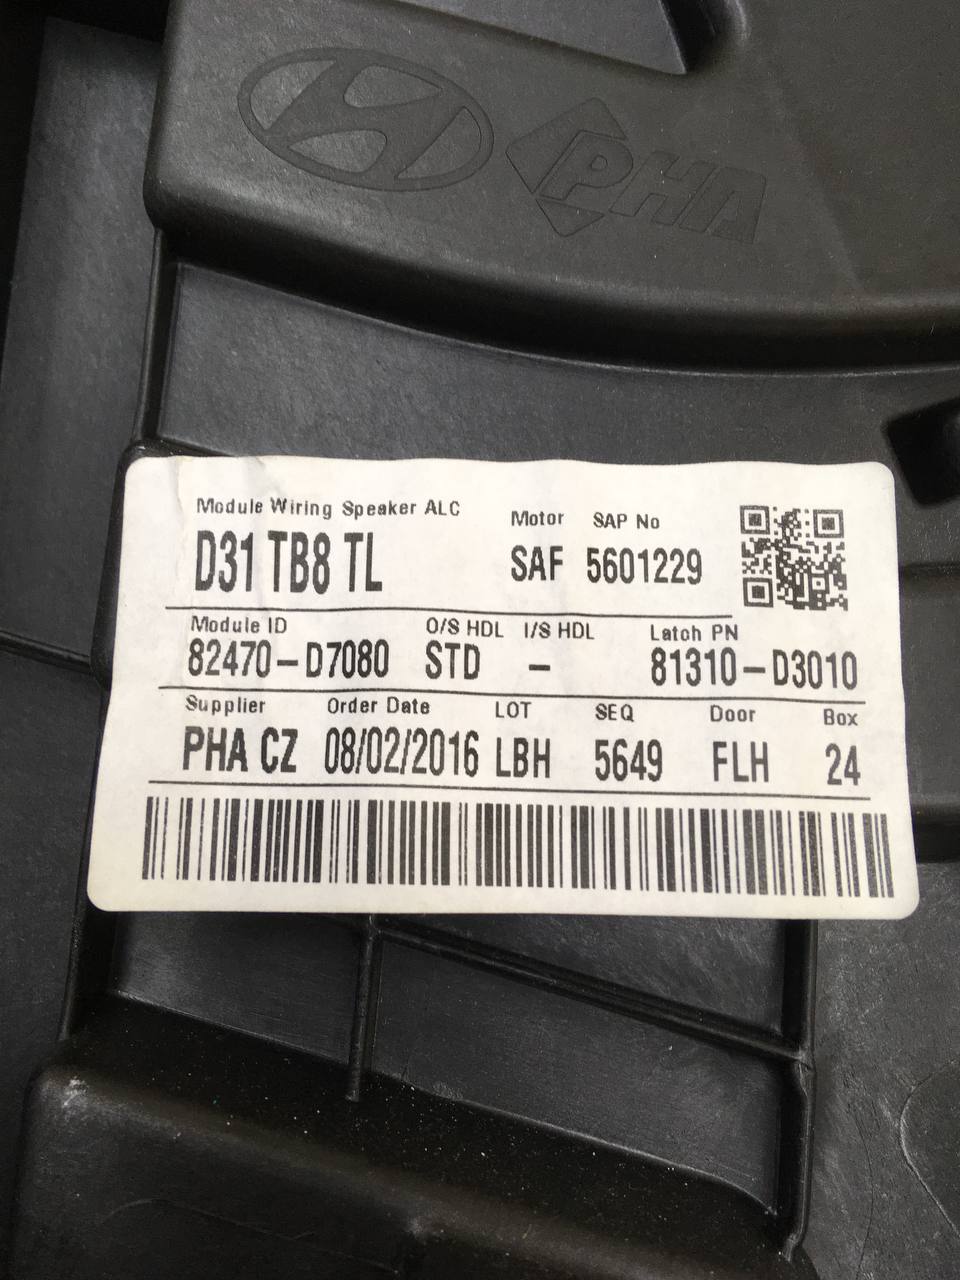 PHA
Module Wiring Speaker ALC Motor SAP No
D31 TB8 TL SAF 5601229
Module ID O/S HDL I/S HDL Latch PN
82470-D7080 STD - 81310-D3010
Supplier Order Date LOT SEQ Door Box
PHA CZ 08/02/2016 LBH 5649 FLH 24